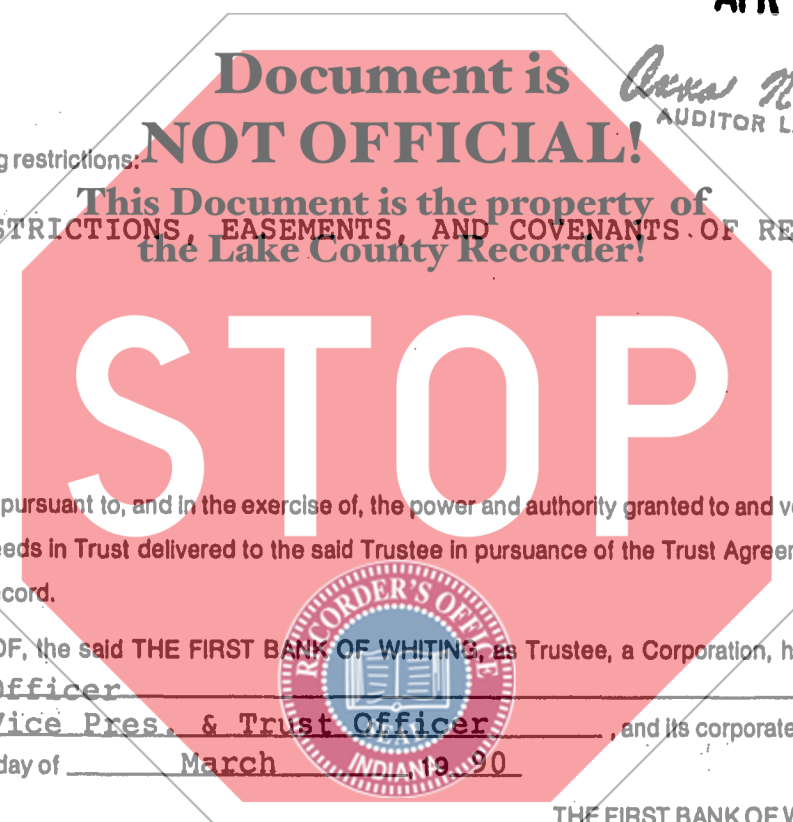 APR
Document is
Anna N
AUDITOR L
NOT OFFICIAL!
g restrictions:
This Document is the property of
STRICTIONS, EASEMENTS, AND COVENANTS OF RE
the Lake County Recorder!
STOP
pursuant to, and in the exercise of, the power and authority granted to and v
eeds in Trust delivered to the said Trustee in pursuance of the Trust Agreer
cord.
OF, the said THE FIRST BANK OF WHITING, as Trustee, a Corporation, h
Officer
Vice Pres. & Trust Officer , and its corporate
day of March , 19 90
RECORDER'S OFFICE
SEAL
INDIANA
THE FIRST BANK OF W